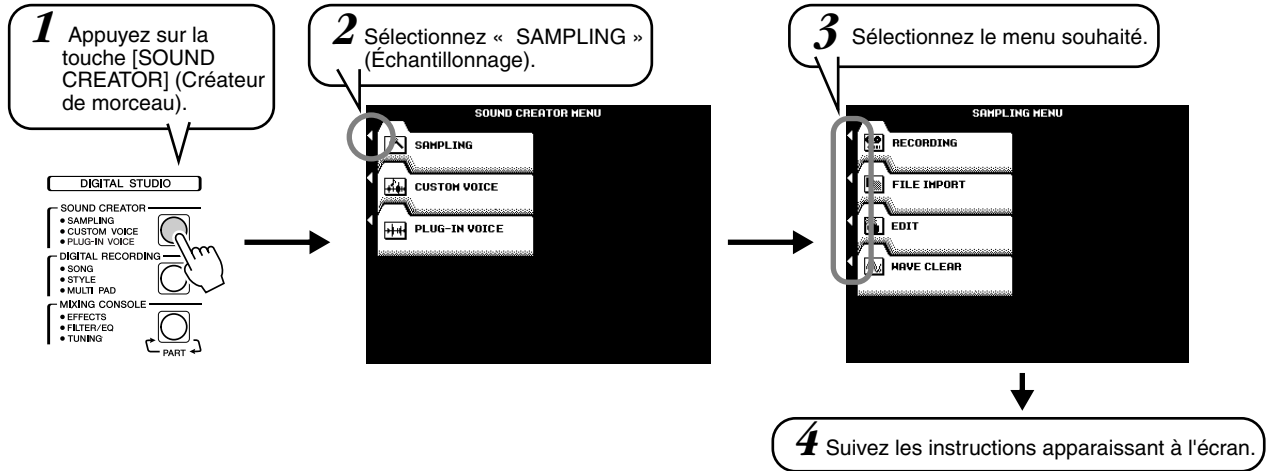 1 Appuyez sur la
touche [SOUND
CREATOR] (Créateur
de morceau).
DIGITAL STUDIO
SOUND CREATOR
• SAMPLING
• CUSTOM VOICE
• PLUG-IN VOICE
DIGITAL RECORDING
• SONG
• STYLE
• MULTI PAD
MIXING CONSOLE
• EFFECTS
• FILTER/EQ
• TUNING
PART
2 Sélectionnez « SAMPLING »
(Échantillonnage).
SOUND CREATOR MENU
SAMPLING
CUSTOM VOICE
PLUG-IN VOICE
3 Sélectionnez le menu souhaité.
SAMPLING MENU
RECORDING
FILE IMPORT
EDIT
WAVE CLEAR
4 Suivez les instructions apparaissant à l'écran.